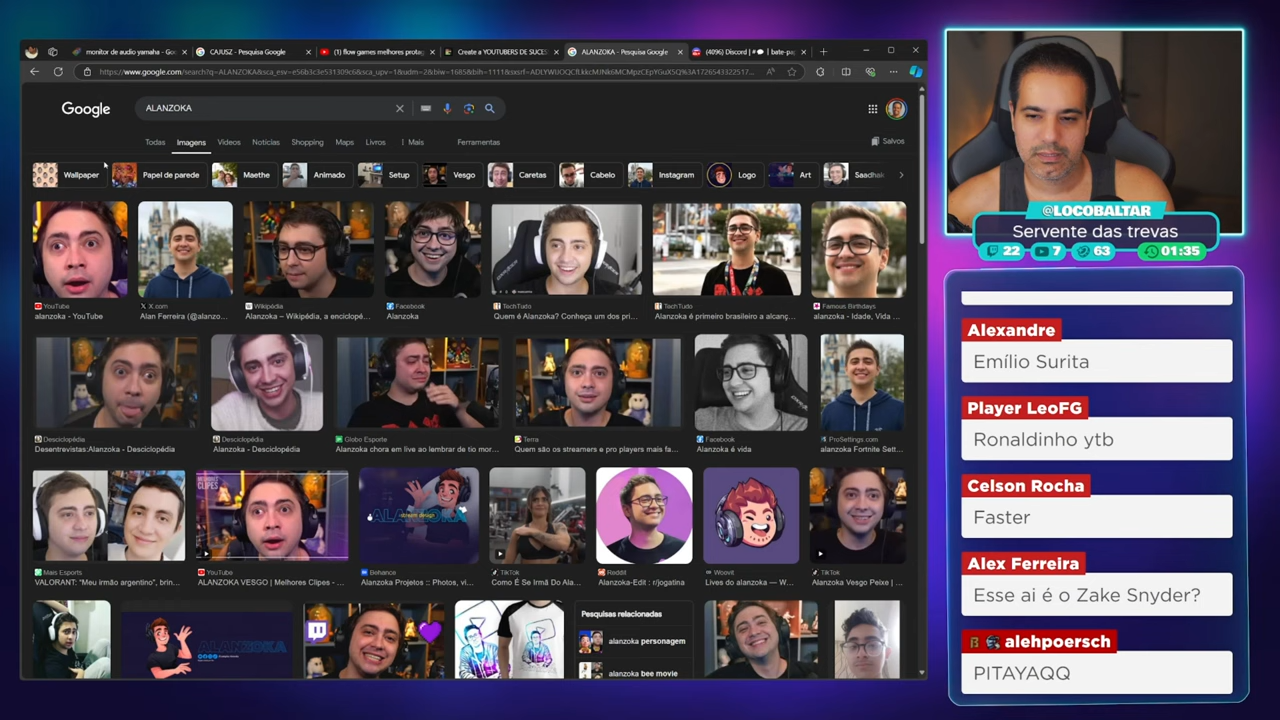 monitor de audio yamaha - Goo
CAJUSZ - Pesquisa Google
(1) flow games melhores protag
Create a YOUTUBERS DE SUCES
ALANZOKA - Pesquisa Google
(4096) Discord | #💬 | bate-pap
Google
ALANZOKA
Todas
Imagens
Vídeos
Notícias
Shopping
Maps
Livros
Mais
Ferramentas
Salvos
Wallpaper
Papel de parede
Maethe
Animado
Setup
Vesgo
Caretas
Cabelo
Instagram
Logo
Art
Saadhak
YouTube
alanzoka - YouTube
X.com
Alan Ferreira (@alanzo...
Wikipédia
Alanzoka – Wikipédia, a enciclopé...
Facebook
Alanzoka
TechTudo
Quem é Alanzoka? Conheça um dos pri...
TechTudo
Alanzoka é primeiro brasileiro a alcanç...
Famous Birthdays
alanzoka - Idade, Vida ...
Desciclopédia
Desentrevistas:Alanzoka - Desciclopédia
Desciclopédia
Alanzoka - Desciclopédia
Globo Esporte
Alanzoka chora em live ao lembrar de tio mor...
Terra
Quem são os streamers e pro players mais fa...
Facebook
Alanzoka é vida
ProSettings.com
alanzoka Fortnite Sett...
Mais Esports
VALORANT: "Meu irmão argentino", brin...
YouTube
ALANZOKA VESGO | Melhores Clipes - ...
ALANZOKA
Behance
Alanzoka Projetos :: Photos, vi...
TikTok
Como É Se Irmã Do Ala...
Reddit
Alanzoka-Edit : r/jogatina
Woovit
Lives do alanzoka — W...
TikTok
Alanzoka Vesgo Peixe | ...
ALANZOKA
Pesquisas relacionadas
alanzoka personagem
alanzoka bee movie
@LOCOBALTAR
Servente das trevas
22
7
63
01:35
Alexandre
Emílio Surita
Player LeoFG
Ronaldinho ytb
Celson Rocha
Faster
Alex Ferreira
Esse ai é o Zake Snyder?
alehpoersch
PITAYAQQ